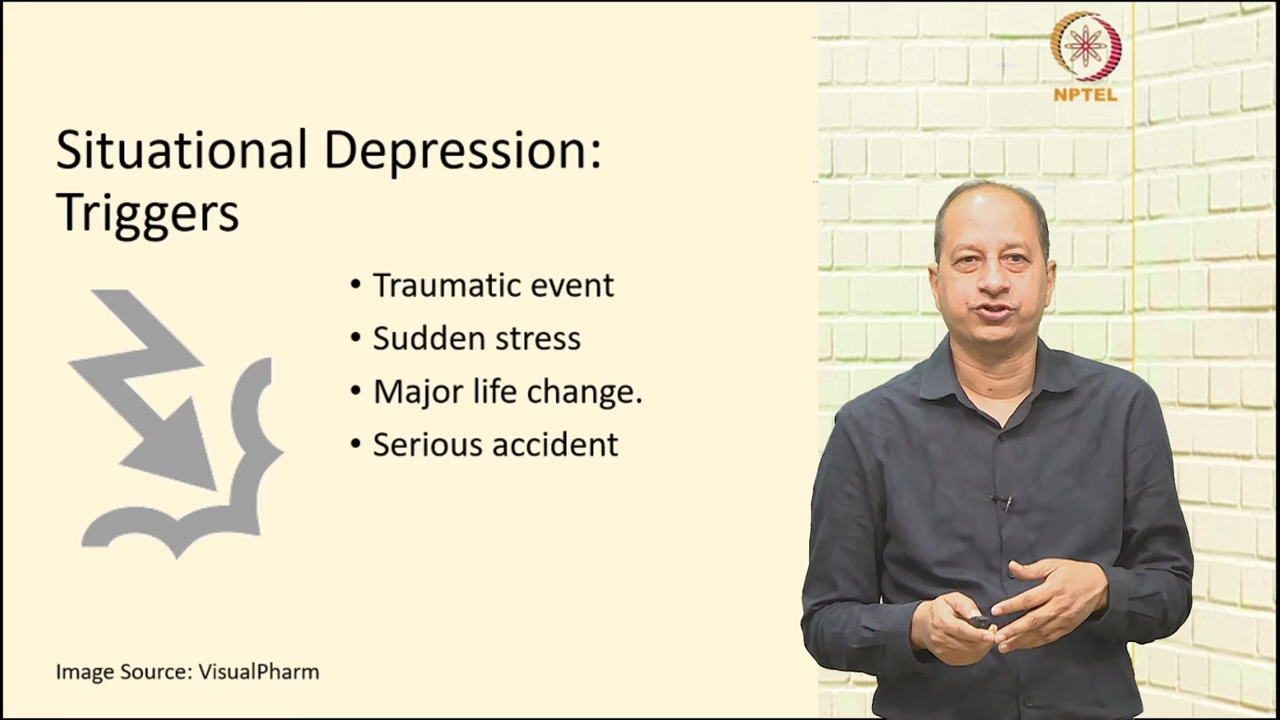 NPTEL
Situational Depression:
Triggers
• Traumatic event
• Sudden stress
• Major life change.
• Serious accident
Image Source: VisualPharm